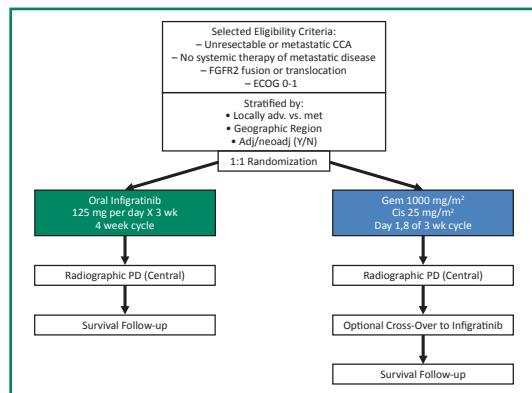 Selected Eligibility Criteria:
– Unresectable or metastatic CCA
– No systemic therapy of metastatic disease
– FGFR2 fusion or translocation
– ECOG 0-1
Stratified by:
• Locally adv. vs. met
• Geographic Region
• Adj/neoadj (Y/N)
1:1 Randomization
Oral Infigratinib
125 mg per day X 3 wk
4 week cycle
Gem 1000 mg/m²
Cis 25 mg/m²
Day 1,8 of 3 wk cycle
Radiographic PD (Central)
Radiographic PD (Central)
Survival Follow-up
Optional Cross-Over to Infigratinib
Survival Follow-up